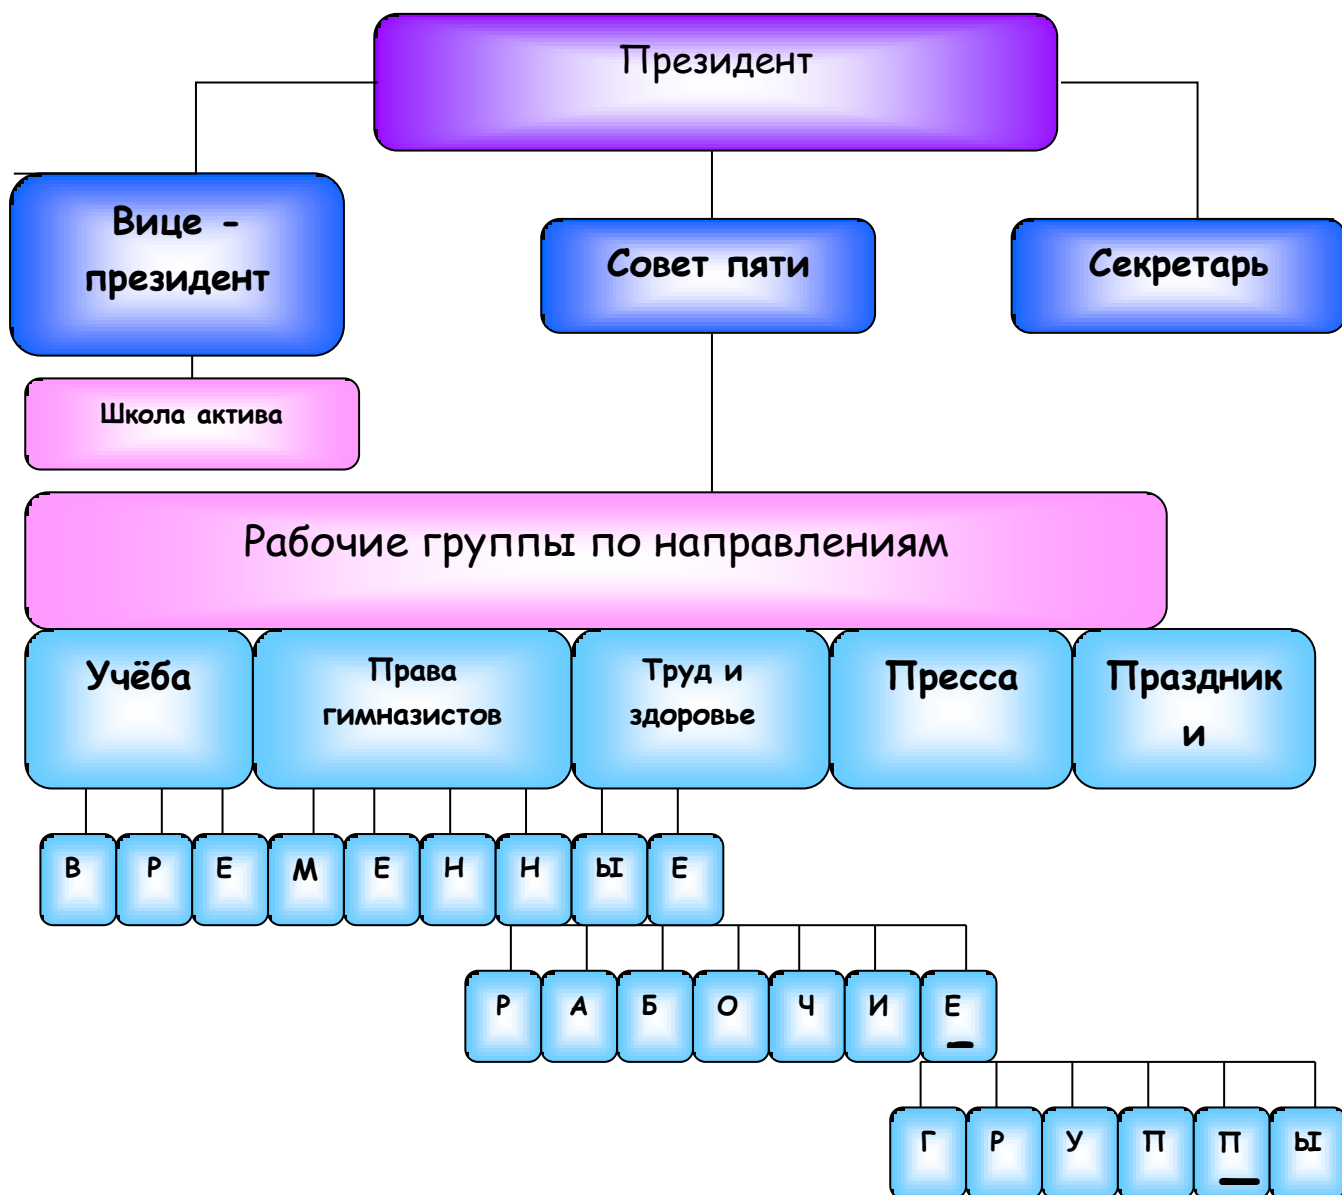 Президент
Вице -
президент
Совет пяти
Секретарь
Школа актива
Рабочие группы по направлениям
Учёба
Права
гимназистов
Труд и
здоровье
Пресса
Праздник
и
В Р Е М Е Н Н Ы Е
Р А Б О Ч И Е
Г Р У П П Ы